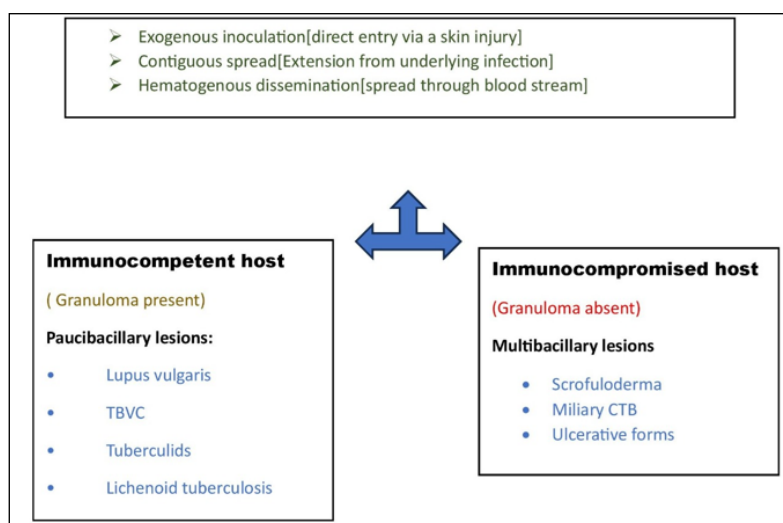 ➢ Exogenous inoculation[direct entry via a skin injury]
➢ Contiguous spread[Extension from underlying infection]
➢ Hematogenous dissemination[spread through blood stream]
Immunocompetent host
( Granuloma present)
Paucibacillary lesions:
• Lupus vulgaris
• TBVC
• Tuberculids
• Lichenoid tuberculosis
Immunocompromised host
(Granuloma absent)
Multibacillary lesions
• Scrofuloderma
• Miliary CTB
• Ulcerative forms